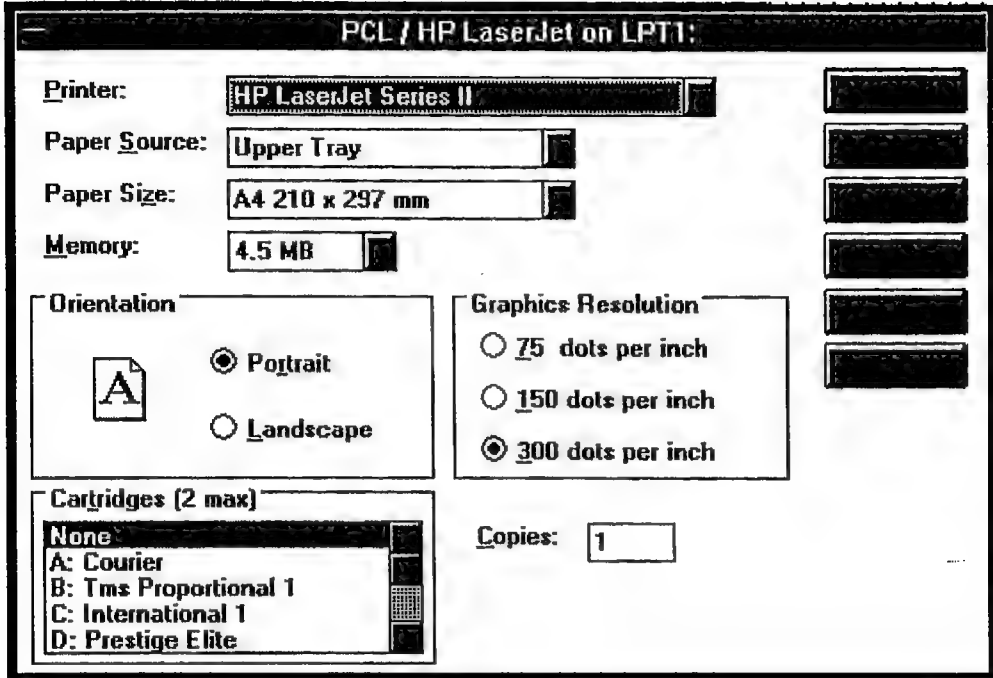 PCL / HP LaserJet on LPT1:
Printer: HP LaserJet Series II
Paper Source: Upper Tray
Paper Size: A4 210 x 297 mm
Memory: 4.5 MB
Orientation
Portrait
A
Landscape
Graphics Resolution
75 dots per inch
150 dots per inch
300 dots per inch
Cartridges (2 max)
None
A: Courier
B: Tms Proportional 1
C: International 1
D: Prestige Elite
Copies: 1